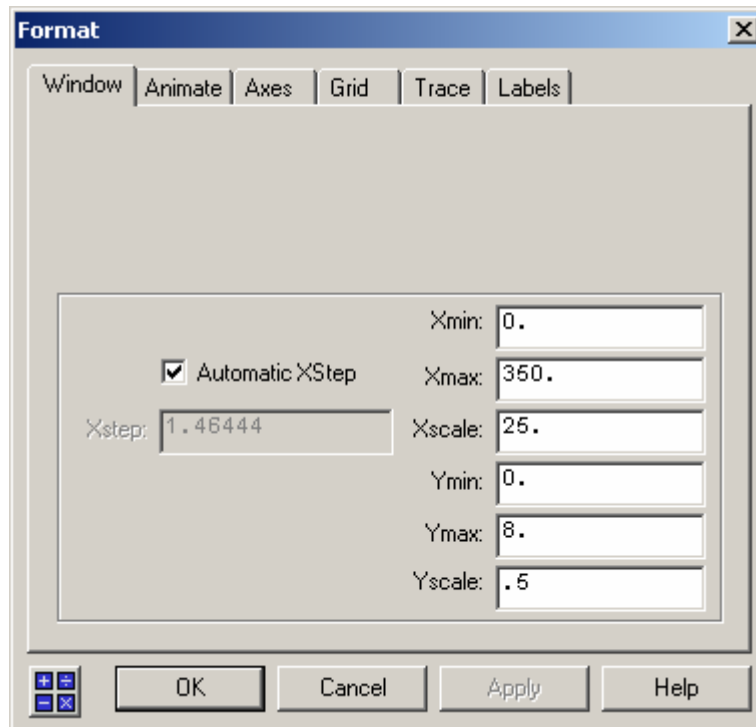 Format
Window Animate Axes Grid Trace Labels
Xmin: 0.
Automatic XStep
Xmax: 350.
Xstep: 1.46444
Xscale: 25.
Ymin: 0.
Ymax: 8.
Yscale: .5
OK Cancel Apply Help